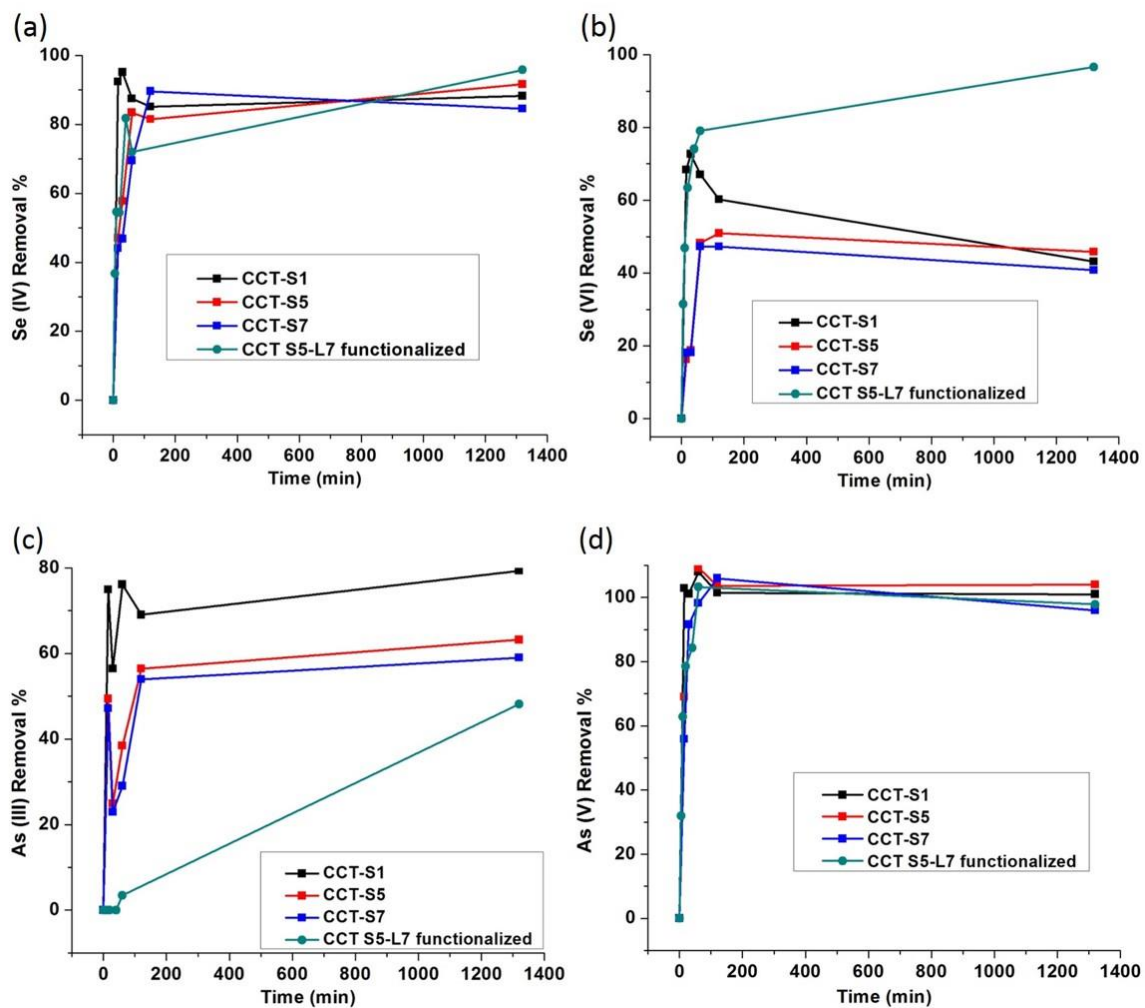 (a)
100
80
60
40
20
0
Se (IV) Removal %
CCT-S1
CCT-S5
CCT-S7
CCT S5-L7 functionalized
0 200 400 600 800 1000 1200 1400
Time (min)
(b)
100
80
60
40
20
0
Se (VI) Removal %
CCT-S1
CCT-S5
CCT-S7
CCT S5-L7 functionalized
0 200 400 600 800 1000 1200 1400
Time (min)
(c)
80
60
40
20
0
As (III) Removal %
CCT-S1
CCT-S5
CCT-S7
CCT S5-L7 functionalized
0 200 400 600 800 1000 1200 1400
Time (min)
(d)
100
80
60
40
20
0
As (V) Removal %
CCT-S1
CCT-S5
CCT-S7
CCT S5-L7 functionalized
0 200 400 600 800 1000 1200 1400
Time (min)